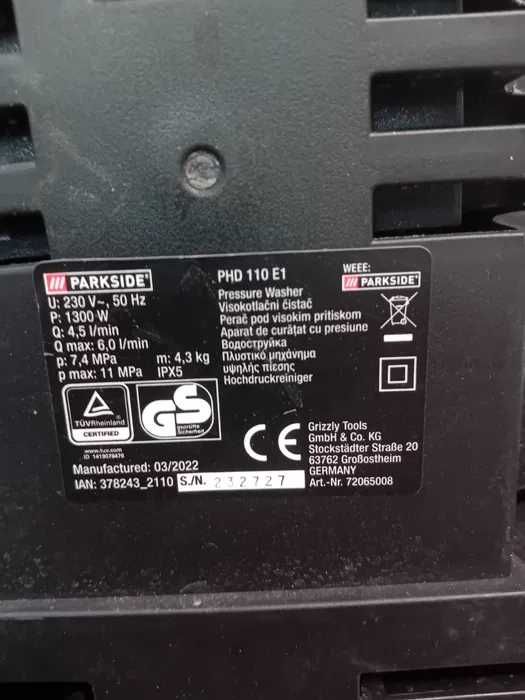 /// PARKSIDE®
U: 230 V~, 50 Hz
P: 1300 W
Q: 4,5 l/min
Q max: 6,0 l/min
p: 7,4 MPa m: 4,3 kg
p max: 11 MPa IPX5
PHD 110 E1
Pressure Washer
Visokotlačni čistač
Perač pod visokim pritiskom
Aparat de curățat cu presiune
Водоструйка
Πλυστικό μηχάνημα
υψηλής πίεσης
Hochdruckreiniger
WEEE:
/// PARKSIDE®
TÜVRheinland
CERTIFIED
www.tuv.com
ID 1419079476
GS
geprüfte
Sicherheit
CE
Grizzly Tools
GmbH & Co. KG
Stockstädter Straße 20
63762 Großostheim
GERMANY
Art.-Nr. 72065008
Manufactured: 03/2022
IAN: 378243_2110 S./N. 232727